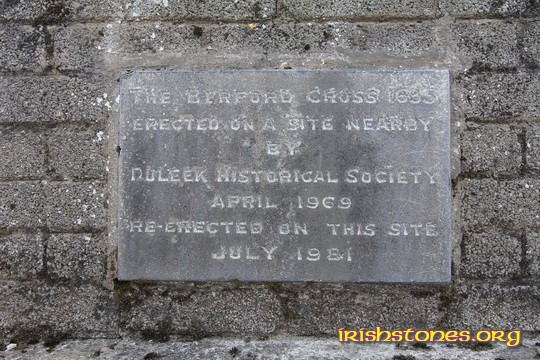 THE BERFORD CROSS 1635
ERECTED ON A SITE NEARBY
BY
DULEEK HISTORICAL SOCIETY
APRIL 1969
RE-ERECTED ON THIS SITE
JULY 1981
irishstones.org